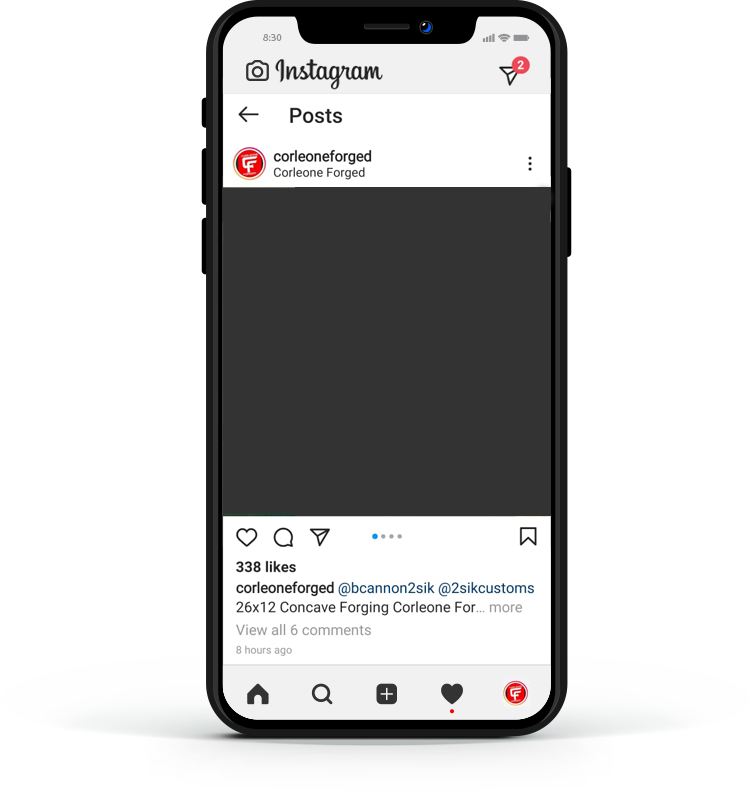 8:30
Instagram
2
Posts
corleoneforged
Corleone Forged
338 likes
corleoneforged @bcannon2sik @2sikcustoms
26x12 Concave Forging Corleone For... more
View all 6 comments
8 hours ago